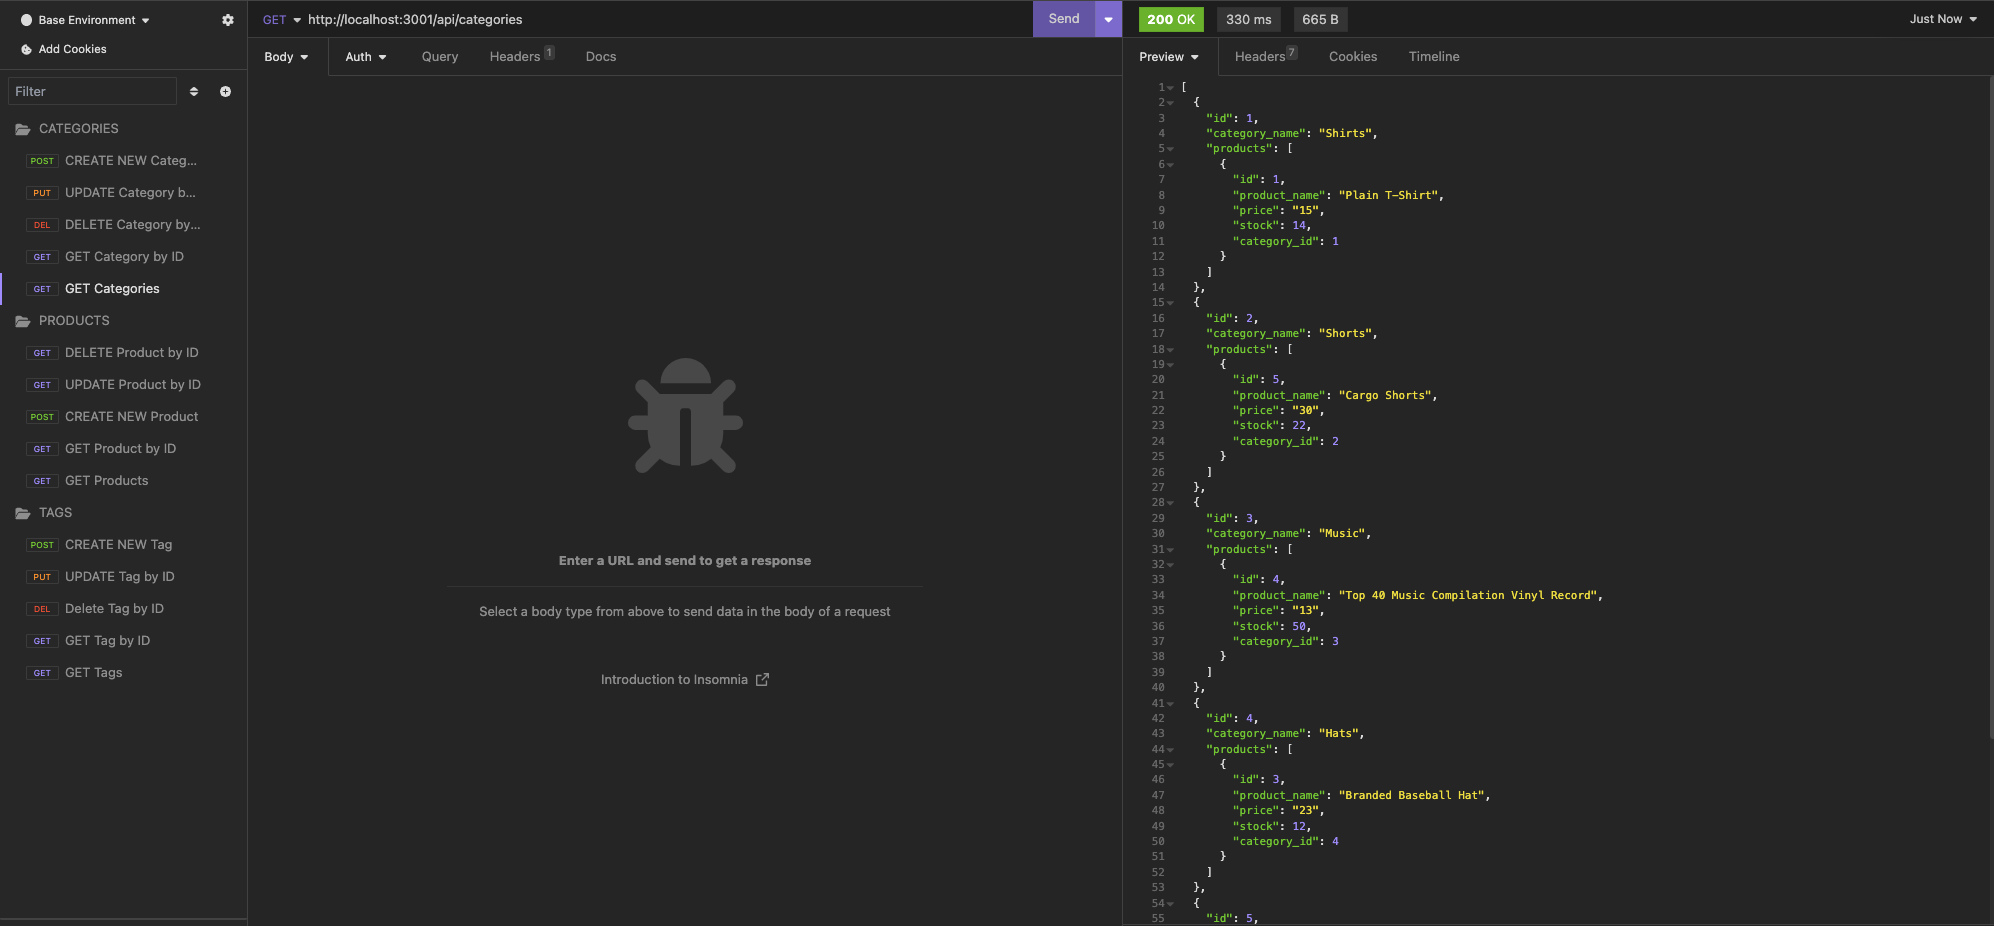 Base Environment
Add Cookies
Filter
CATEGORIES
POST CREATE NEW Categ...
PUT UPDATE Category b...
DEL DELETE Category by...
GET GET Category by ID
GET GET Categories
PRODUCTS
GET DELETE Product by ID
GET UPDATE Product by ID
POST CREATE NEW Product
GET GET Product by ID
GET GET Products
TAGS
POST CREATE NEW Tag
PUT UPDATE Tag by ID
DEL Delete Tag by ID
GET GET Tag by ID
GET GET Tags
GET http://localhost:3001/api/categories Send
Body Auth Query Headers 1 Docs
Enter a URL and send to get a response
Select a body type from above to send data in the body of a request
Introduction to Insomnia
200 OK 330 ms 665 B Just Now
Preview Headers 7 Cookies Timeline
1 [
2 {
3 "id": 1,
4 "category_name": "Shirts",
5 "products": [
6 {
7 "id": 1,
8 "product_name": "Plain T-Shirt",
9 "price": "15",
10 "stock": 14,
11 "category_id": 1
12 }
13 ]
14 },
15 {
16 "id": 2,
17 "category_name": "Shorts",
18 "products": [
19 {
20 "id": 5,
21 "product_name": "Cargo Shorts",
22 "price": "30",
23 "stock": 22,
24 "category_id": 2
25 }
26 ]
27 },
28 {
29 "id": 3,
30 "category_name": "Music",
31 "products": [
32 {
33 "id": 4,
34 "product_name": "Top 40 Music Compilation Vinyl Record",
35 "price": "13",
36 "stock": 50,
37 "category_id": 3
38 }
39 ]
40 },
41 {
42 "id": 4,
43 "category_name": "Hats",
44 "products": [
45 {
46 "id": 3,
47 "product_name": "Branded Baseball Hat",
48 "price": "23",
49 "stock": 12,
50 "category_id": 4
51 }
52 ]
53 },
54 {
55 "id": 5,